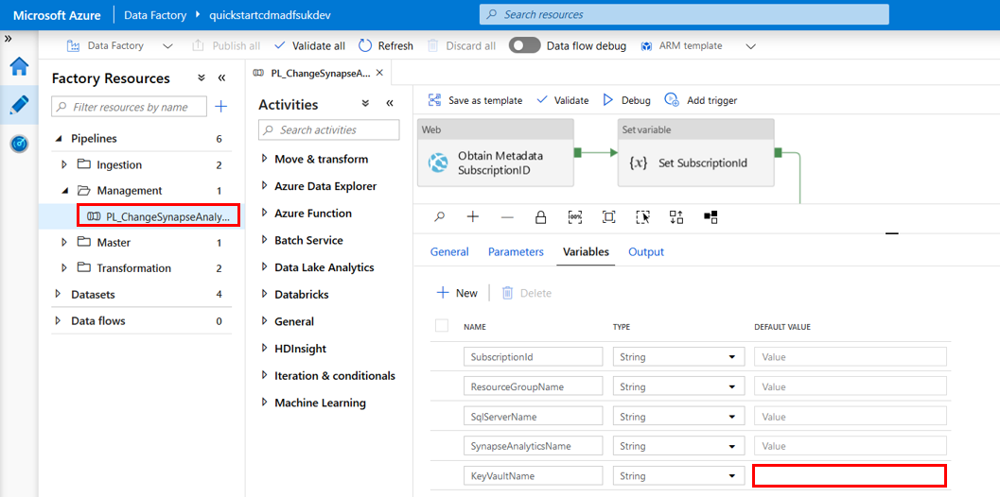 Microsoft Azure
Data Factory
quickstartcdmadfsukdev
Search resources
Data Factory
Publish all
Validate all
Refresh
Discard all
Data flow debug
ARM template
Factory Resources
Filter resources by name
Pipelines 6
Ingestion 2
Management 1
PL_ChangeSynapseAnaly...
Master 1
Transformation 2
Datasets 4
Data flows 0
PL_ChangeSynapseA...
Activities
Search activities
Move & transform
Azure Data Explorer
Azure Function
Batch Service
Data Lake Analytics
Databricks
General
HDInsight
Iteration & conditionals
Machine Learning
Save as template
Validate
Debug
Add trigger
Web
Obtain Metadata
SubscriptionID
Set variable
{x} Set SubscriptionId
100%
General Parameters Variables Output
New
Delete
NAME TYPE DEFAULT VALUE
SubscriptionId String Value
ResourceGroupName String Value
SqlServerName String Value
SynapseAnalyticsName String Value
KeyVaultName String